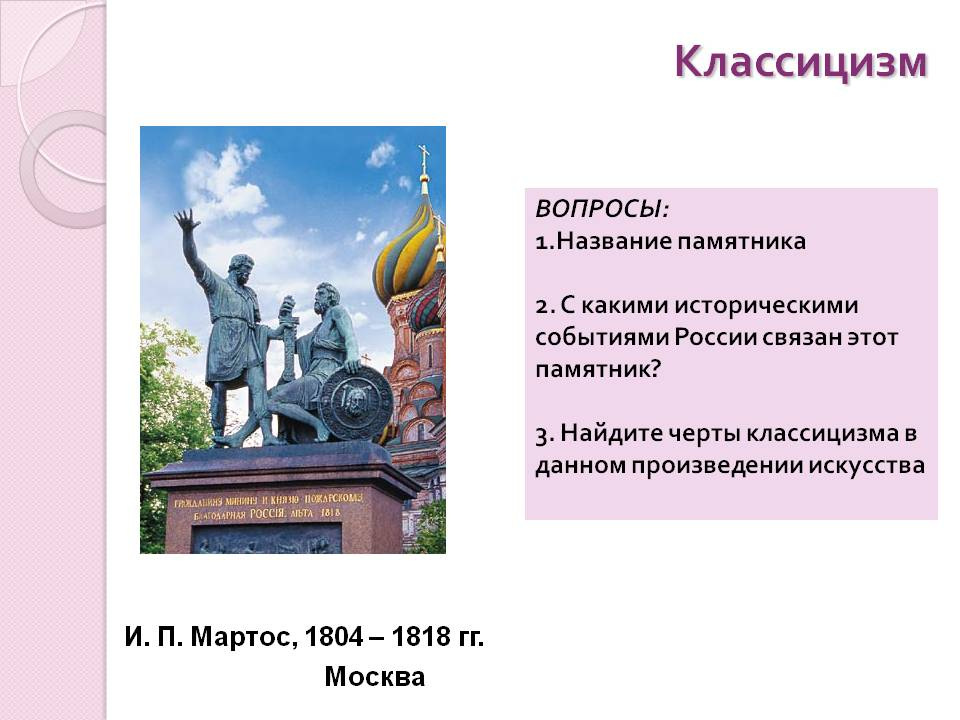 Классицизм
ВОПРОСЫ:
1.Название памятника
2. С какими историческими
событиями России связан этот
памятник?
3. Найдите черты классицизма в
данном произведении искусства
ГРАЖДАНИНУ МИНИНУ И КНЯЗЮ ПОЖАРСКОМУ
БЛАГОДАРНАЯ РОССІЯ. ЛѢТА 1818
И. П. Мартос, 1804 – 1818 гг.
Москва